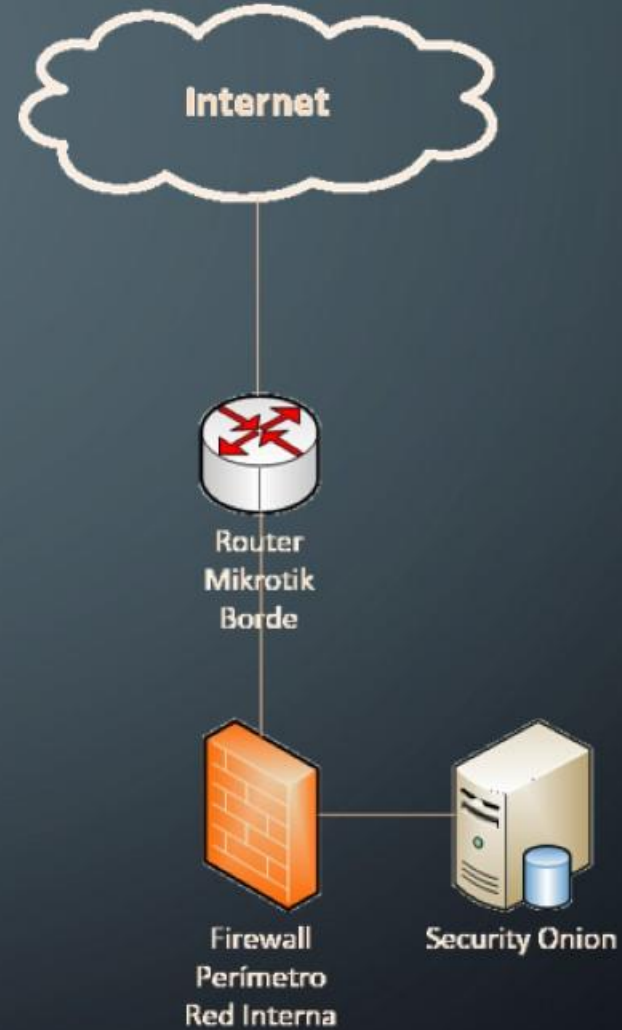 Internet
Router
Mikrotik
Borde
Firewall
Perímetro
Red Interna
Security Onion